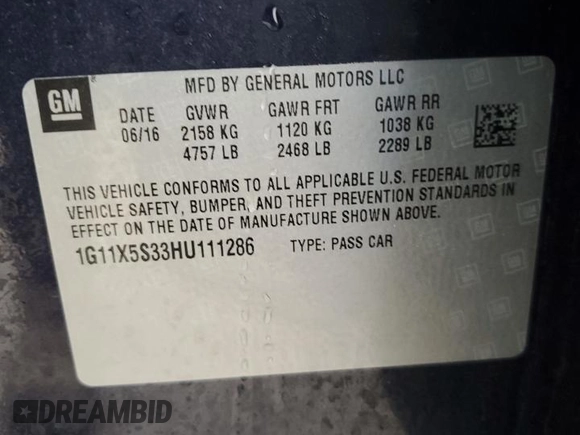 GM
MFD BY GENERAL MOTORS LLC
DATE GVWR GAWR FRT GAWR RR
06/16 2158 KG 1120 KG 1038 KG
4757 LB 2468 LB 2289 LB
THIS VEHICLE CONFORMS TO ALL APPLICABLE U.S. FEDERAL MOTOR
VEHICLE SAFETY, BUMPER, AND THEFT PREVENTION STANDARDS IN
EFFECT ON THE DATE OF MANUFACTURE SHOWN ABOVE.
1G11X5S33HU111286 TYPE: PASS CAR
DREAMBID